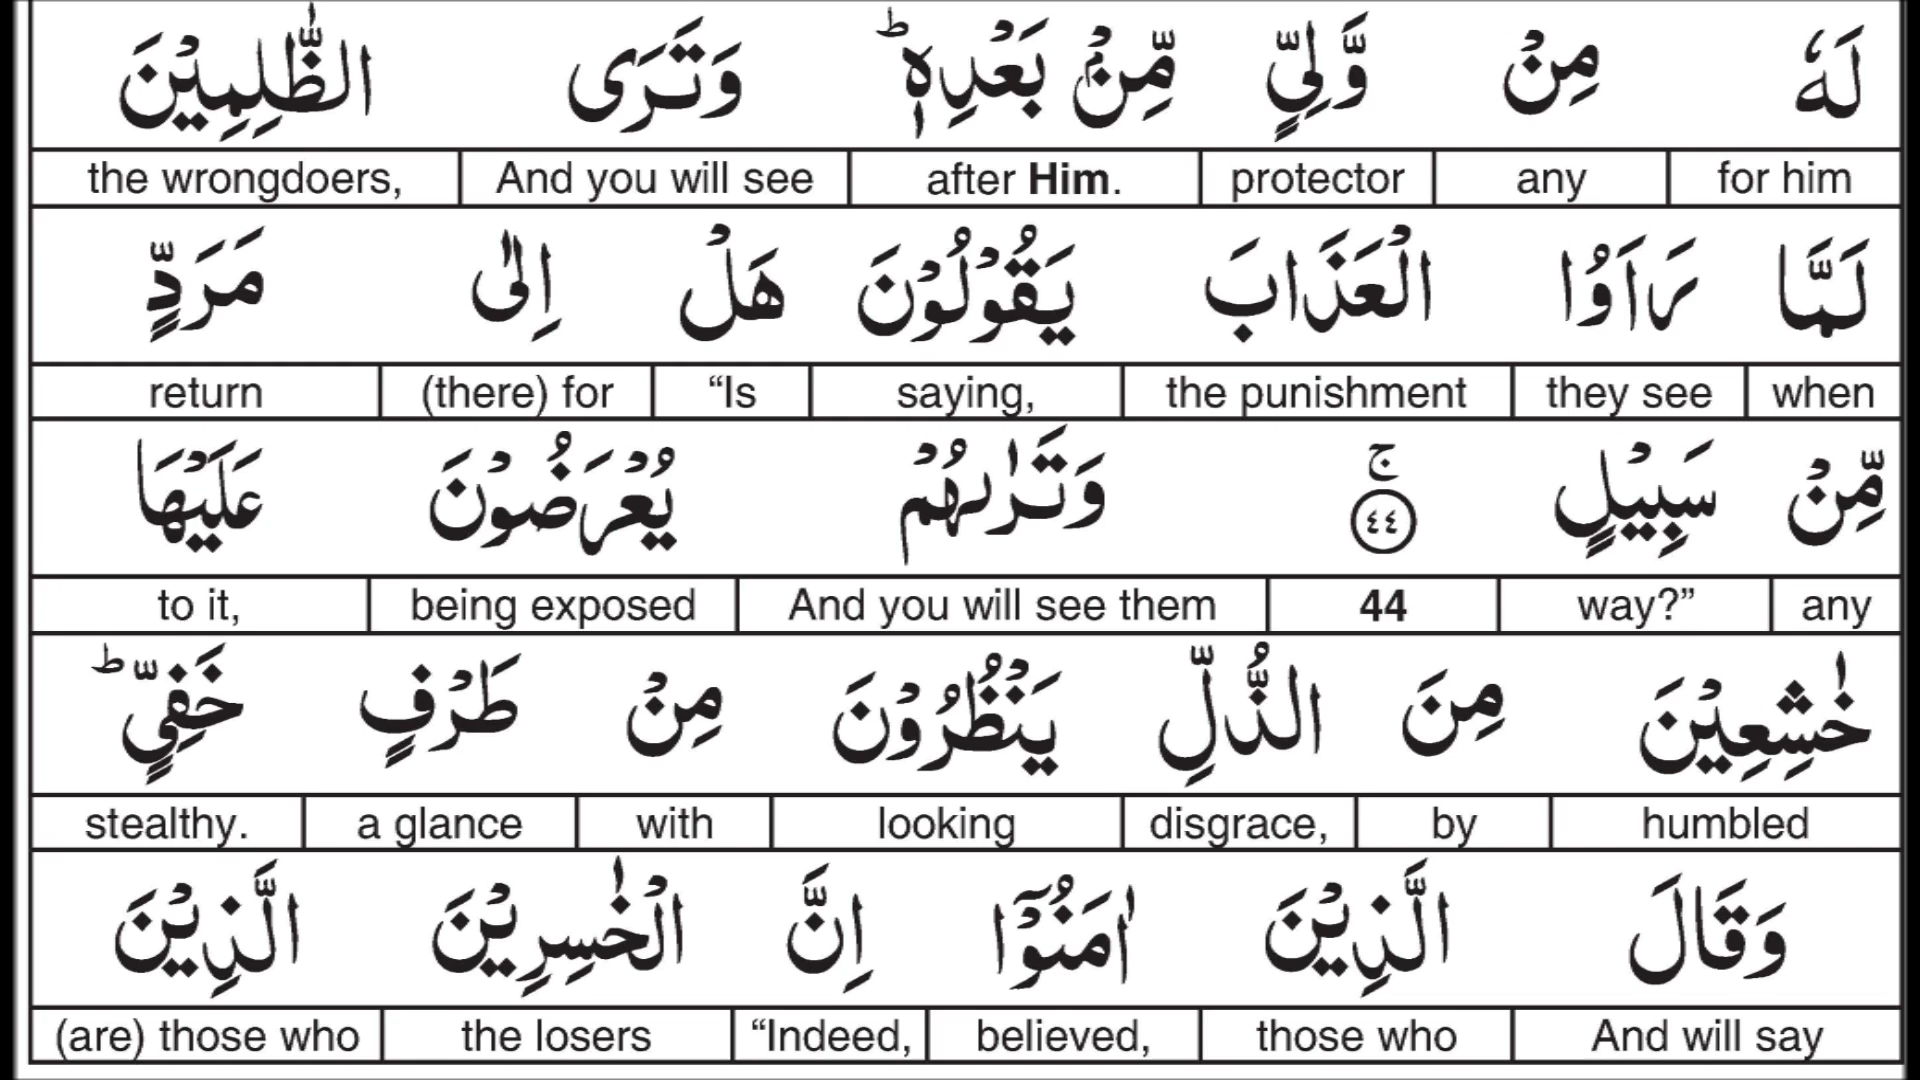 لَهٗ مِنۡ وَّلِىٍّ مِّنۡۢ بَعۡدِهٖ‌ؕ وَتَرَى الظّٰلِمِيۡنَ
for him any protector after Him. And you will see the wrongdoers,
لَمَّا رَاَوُا الۡعَذَابَ يَقُوۡلُوۡنَ هَلۡ اِلٰى مَرَدٍّ
when they see the punishment saying, “Is (there) for return
مِّنۡ سَبِيۡلٍ‌ۚ ‏﴿۴۴﴾‏ وَتَرٰٮهُمۡ يُعۡرَضُوۡنَ عَلَيۡهَا
any way?” 44 And you will see them being exposed to it,
خٰشِعِيۡنَ مِنَ الذُّلِّ يَنۡظُرُوۡنَ مِنۡ طَرۡفٍ خَفِىٍّ‌ ؕ
humbled by disgrace, looking with a glance stealthy.
وَقَالَ الَّذِيۡنَ اٰمَنُوۡۤا اِنَّ الۡخٰسِرِيۡنَ الَّذِيۡنَ
And will say those who believed, “Indeed, the losers (are) those who